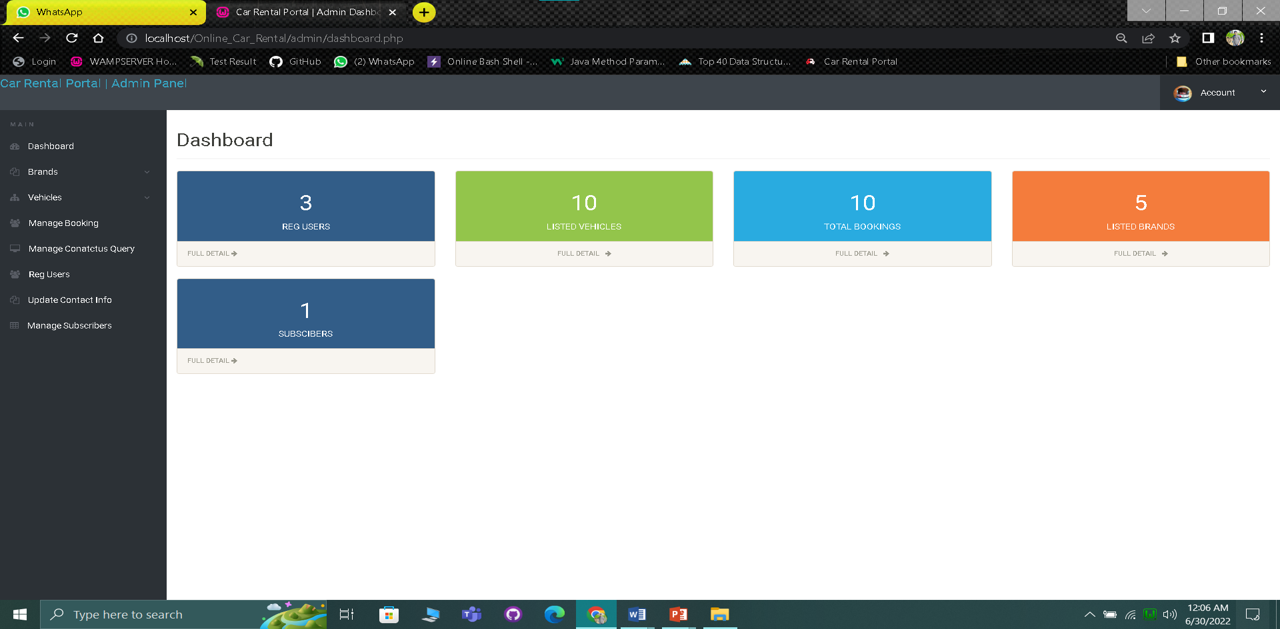 WhatsApp
Car Rental Portal | Admin Dashb
localhost/Online_Car_Rental/admin/dashboard.php
Login WAMPSERVER Ho... Test Result GitHub (2) WhatsApp Online Bash Shell -... Java Method Param... Top 40 Data Structu... Car Rental Portal Other bookmarks
Car Rental Portal | Admin Panel
Account
MAIN
Dashboard
Brands
Vehicles
Manage Booking
Manage Conatctus Query
Reg Users
Update Contact Info
Manage Subscribers
Dashboard
3
REG USERS
FULL DETAIL
10
LISTED VEHICLES
FULL DETAIL
10
TOTAL BOOKINGS
FULL DETAIL
5
LISTED BRANDS
FULL DETAIL
1
SUBSCIBERS
FULL DETAIL
Type here to search
12:06 AM
6/30/2022